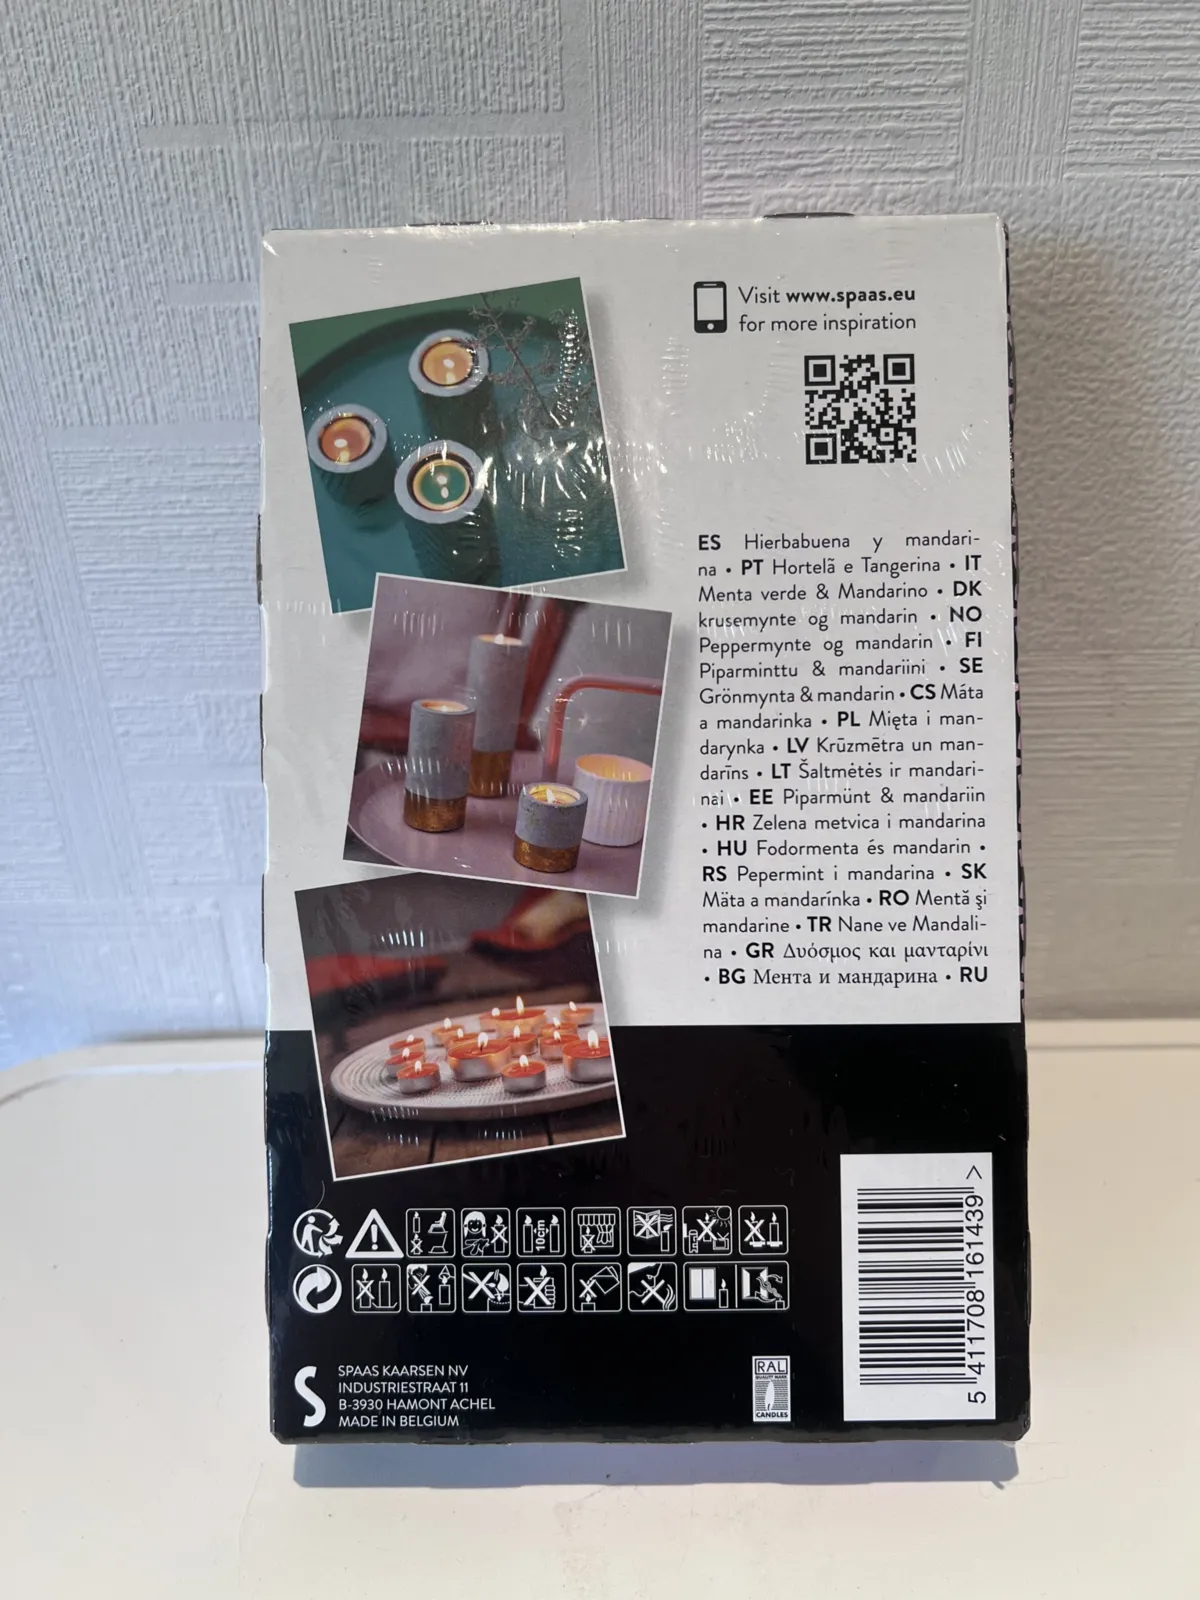 Visit www.spaas.eu
for more inspiration
ES Hierbabuena y mandari-
na • PT Hortelã e Tangerina • IT
Menta verde & Mandarino • DK
krusemynte og mandarin • NO
Peppermynte og mandarin • FI
Piparminttu & mandariini • SE
Grönmynta & mandarin • CS Máta
a mandarinka • PL Mięta i man-
darynka • LV Krūzmētra un man-
darīns • LT Šaltmėtės ir mandari-
nai • EE Piparmünt & mandariin
• HR Zelena metvica i mandarina
• HU Fodormenta és mandarin •
RS Pepermint i mandarina • SK
Mäta a mandarínka • RO Mentă şi
mandarine • TR Nane ve Mandali-
na • GR Δυόσμος και μανταρίνι
• BG Мента и мандарина • RU
10cm
SPAAS KAARSEN NV
INDUSTRIESTRAAT 11
B-3930 HAMONT ACHEL
MADE IN BELGIUM
RAL
QUALITY MARK
CANDLES
5 411708 161439 >